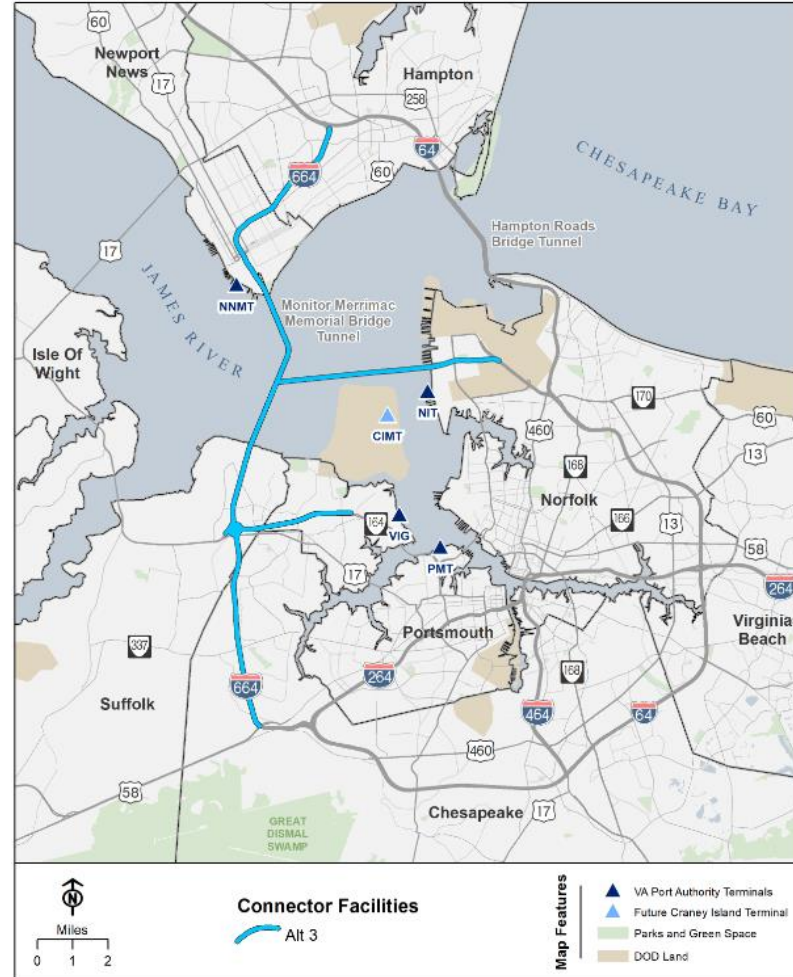 60
Newport
News
17
Hampton
258
64
664
60
CHESAPEAKE BAY
Hampton Roads
Bridge Tunnel
17
JAMES RIVER
NNMT
Monitor Merrimac
Memorial Bridge
Tunnel
Isle Of
Wight
NIT
CIMT
170
60
460
13
168
Norfolk
164
VIG
166
13
17
PMT
58
264
Portsmouth
Virginia
Beach
337
168
264
664
Suffolk
464
64
460
58
Chesapeake
17
GREAT
DISMAL
SWAMP
N
Miles
0 1 2
Connector Facilities
Alt 3
Map Features
VA Port Authority Terminals
Future Craney Island Terminal
Parks and Green Space
DOD Land